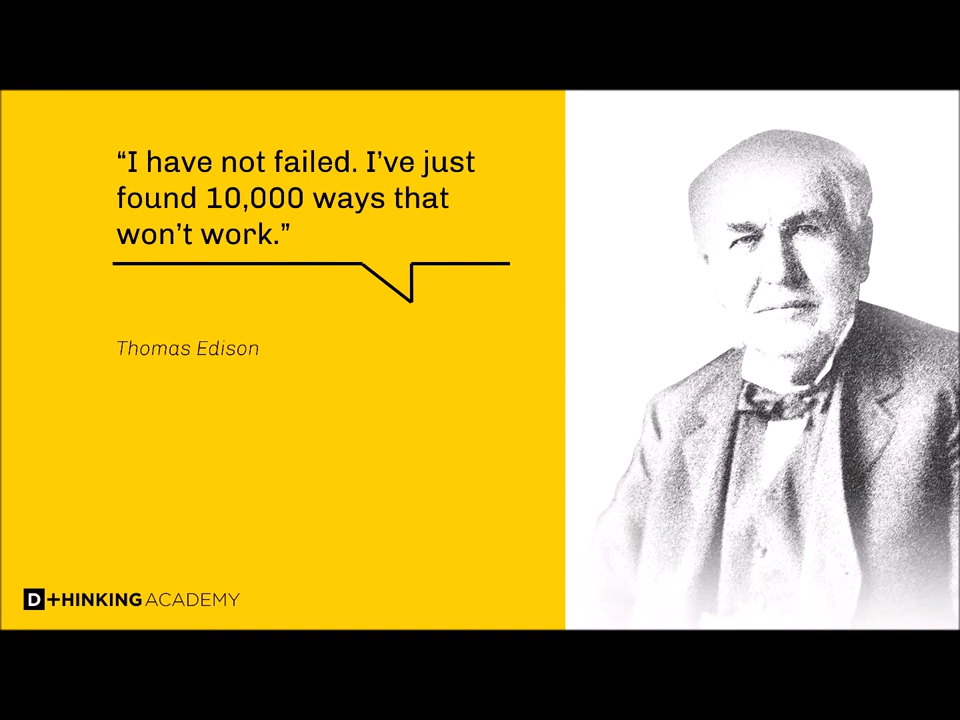 “I have not failed. I’ve just
found 10,000 ways that
won’t work.”
Thomas Edison
D+HINKING ACADEMY